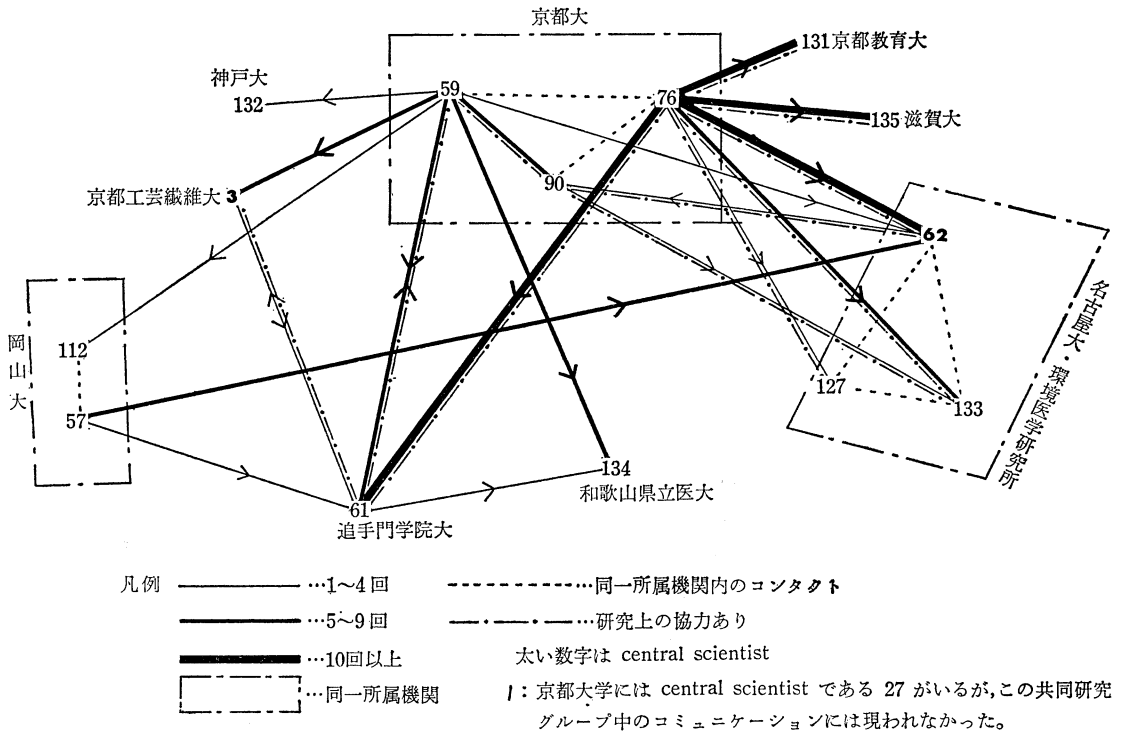 京都大
131京都教育大
神戸大
132
59
76
135滋賀大
京都工芸繊維大3
90
62
名古屋大・環境医学研究所
岡山大
112
57
127
133
134
和歌山県立医大
61
追手門学院大
凡例 …1〜4回 …同一所属機関内のコンタクト
…5〜9回 …研究上の協力あり
…10回以上 太い数字は central scientist
…同一所属機関 1：京都大学には central scientist である 27 がいるが,この共同研究
グループ中のコミュニケーションには現われなかった。